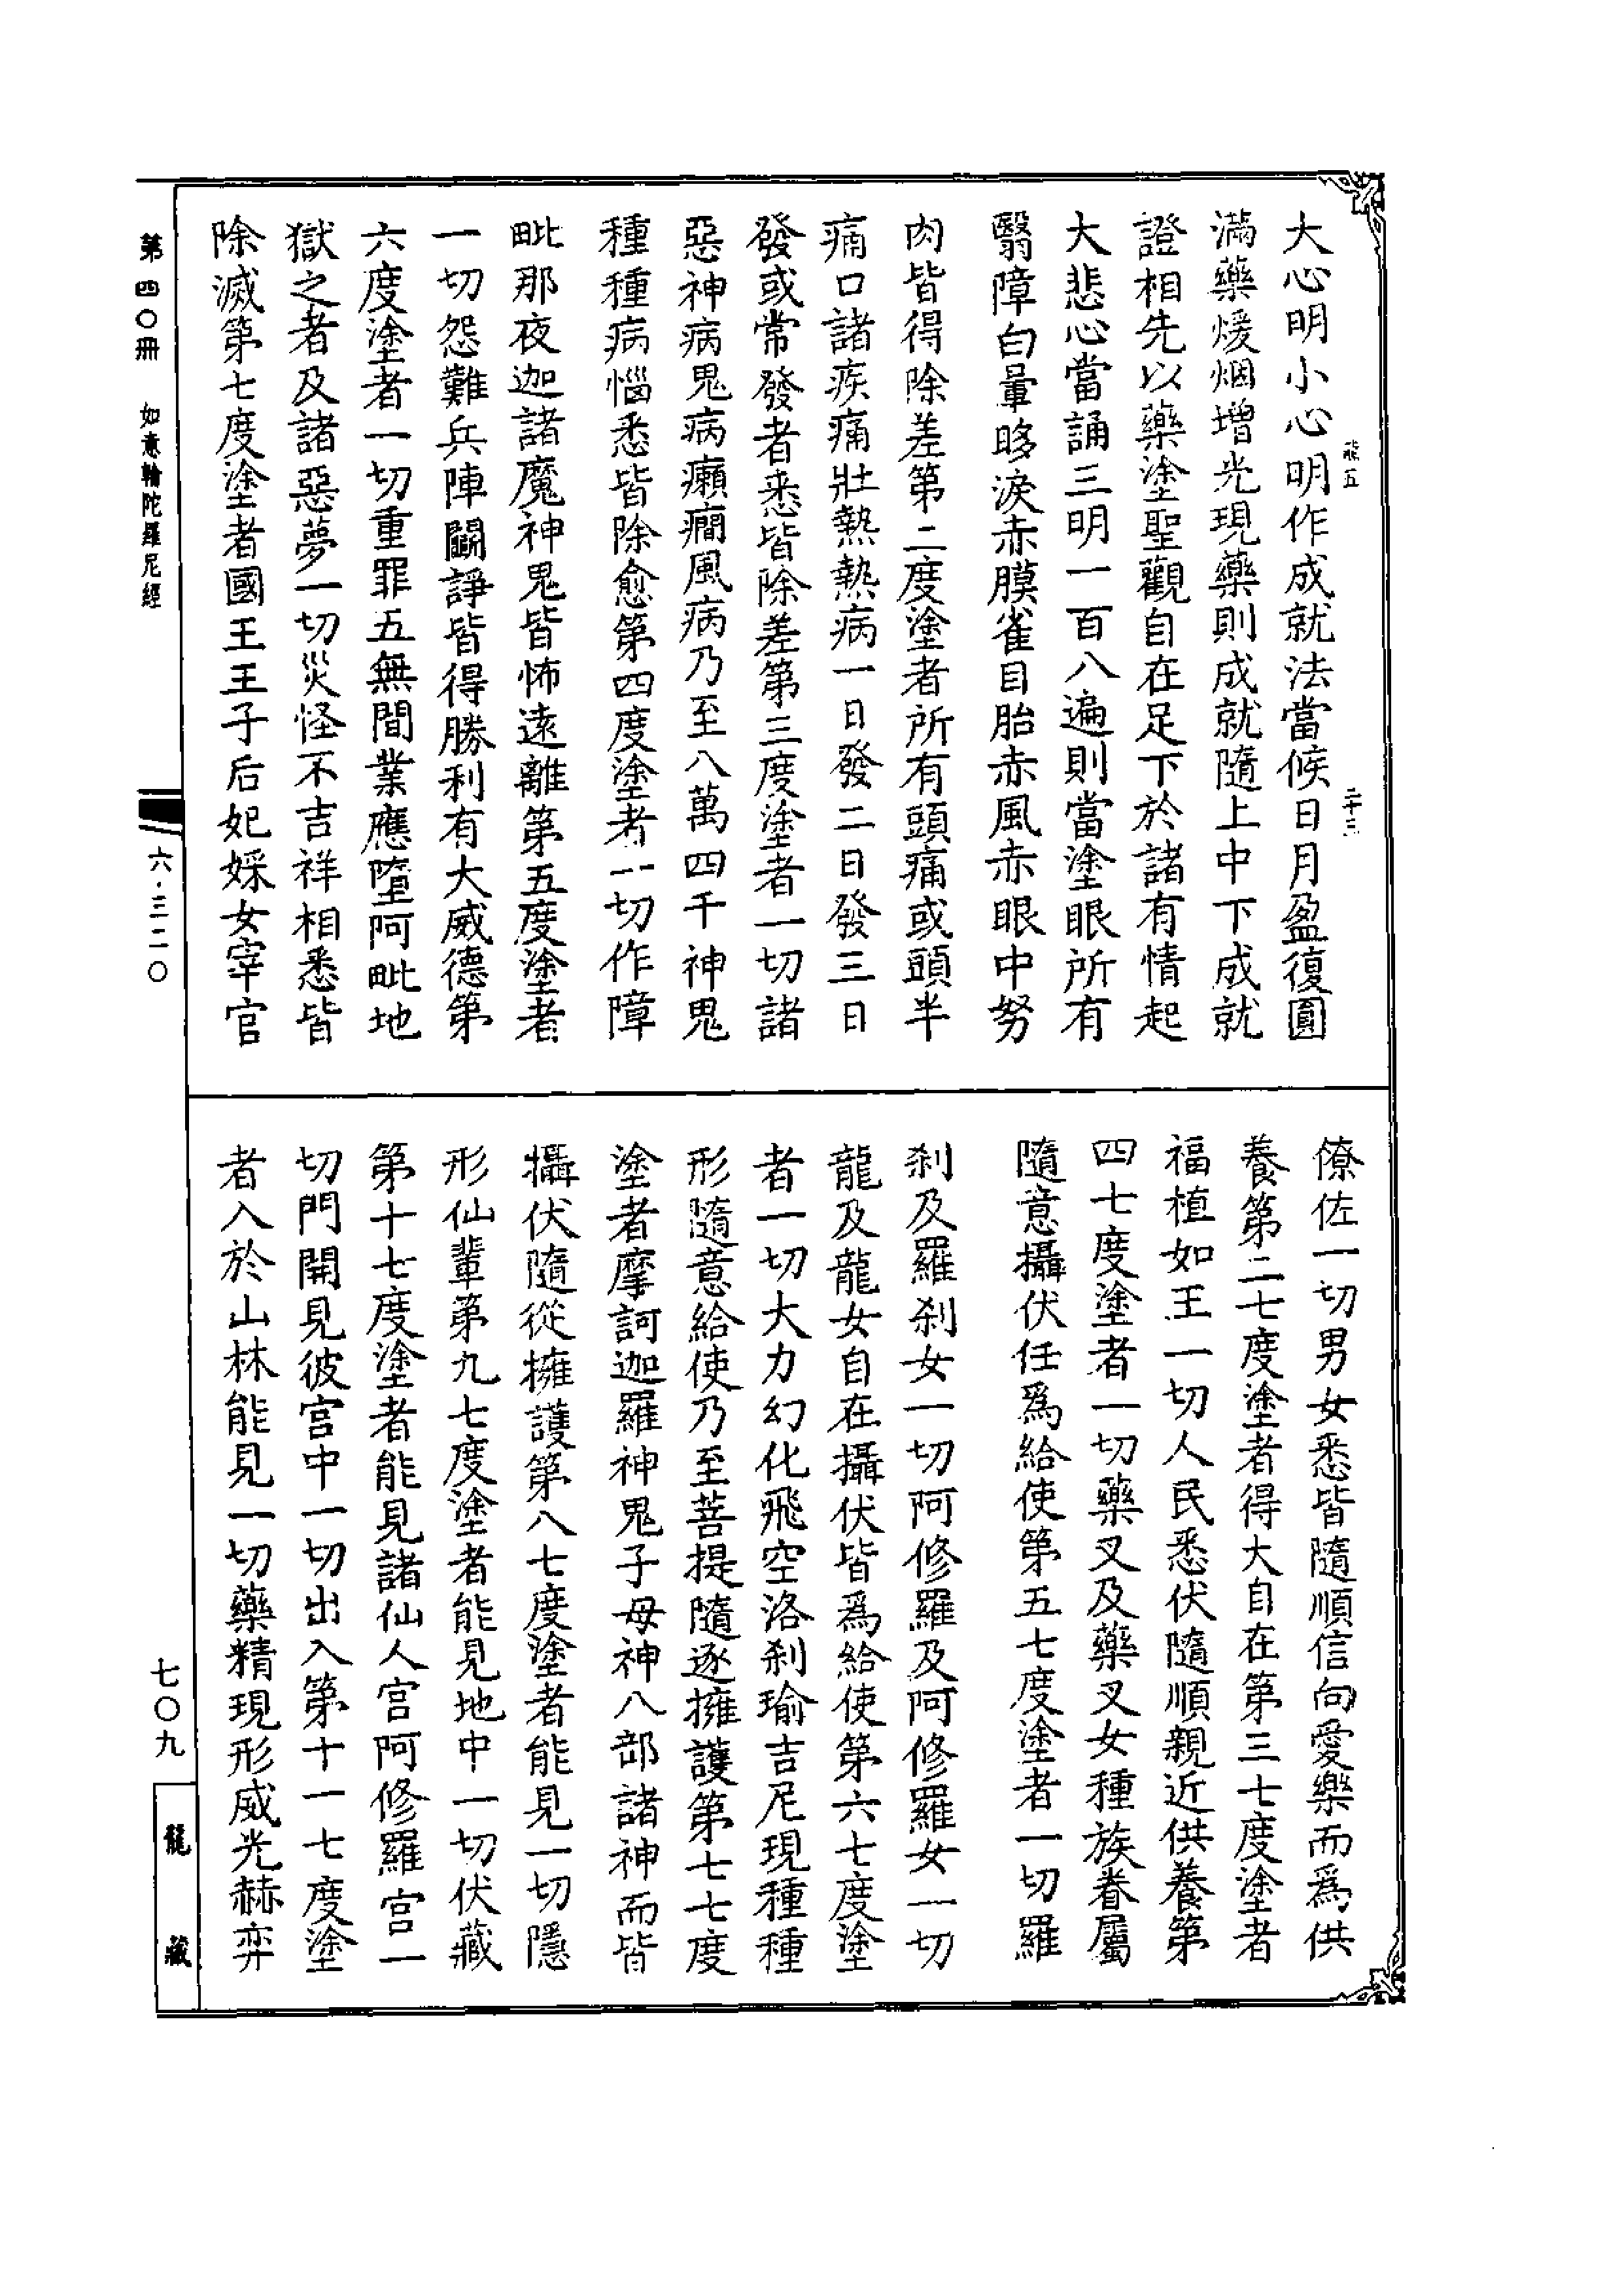 大心明小心明作成就法當候日月盈復圓
滿藥煖烟增光現藥則成就隨上中下成就
證相先以藥塗聖觀自在足下於諸有情起
大悲心當誦三明一百八遍則當塗眼所有
翳障白暈眵淚赤膜雀目胎赤風赤眼中努
肉皆得除差第二度塗者所有頭痛或頭半
痛口諸疾痛壯熱熱病一日發二日發三日
發或常發者悉皆除差第三度塗者一切諸
惡神病鬼病癩癇風病乃至八萬四千神鬼
種種病惱悉皆除愈第四度塗者一切作障
毗那夜迦諸魔神鬼皆怖遠離第五度塗者
一切怨難兵陣鬬諍皆得勝利有大威德第
六度塗者一切重罪五無間業應墮阿毗地
獄之者及諸惡夢一切災怪不吉祥相悉皆
除滅第七度塗者國王王子后妃婇女宰官
僚佐一切男女悉皆隨順信向愛樂而爲供
養第二七度塗者得大自在第三七度塗者
福植如王一切人民悉伏隨順親近供養第
四七度塗者一切藥叉及藥叉女種族眷屬
隨意攝伏任爲給使第五七度塗者一切羅
剎及羅剎女一切阿修羅及阿修羅女一切
龍及龍女自在攝伏皆爲給使第六七度塗
者一切大力幻化飛空洛剎瑜吉尼現種種
形隨意給使乃至菩提隨逐擁護第七七度
塗者摩訶迦羅神鬼子母神八部諸神而皆
攝伏隨從擁護第八七度塗者能見一切隱
形仙輩第九七度塗者能見地中一切伏藏
第十七度塗者能見諸仙人宮阿修羅宮一
切門開見彼宮中一切出入第十一七度塗
者入於山林能見一切藥精現形威光赫弈
第四〇冊 如意輪陀羅尼經
六·三二〇
七〇九
龍藏
五
二十三